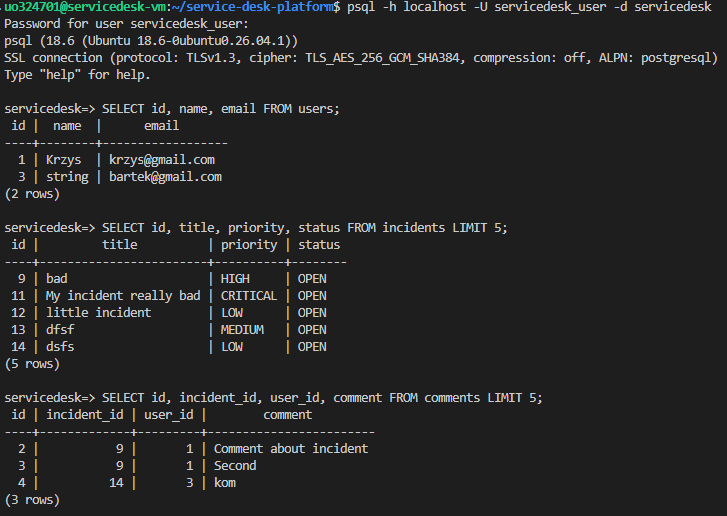 uo324701@servicedesk-vm:~/service-desk-platform$ psql -h localhost -U servicedesk_user -d servicedesk
Password for user servicedesk_user:
psql (18.6 (Ubuntu 18.6-0ubuntu0.26.04.1))
SSL connection (protocol: TLSv1.3, cipher: TLS_AES_256_GCM_SHA384, compression: off, ALPN: postgresql)
Type "help" for help.

servicedesk=> SELECT id, name, email FROM users;
 id |  name  |      email
----+--------+------------------
  1 | Krzys  | krzys@gmail.com
  3 | string | bartek@gmail.com
(2 rows)

servicedesk=> SELECT id, title, priority, status FROM incidents LIMIT 5;
 id |         title          | priority | status
----+------------------------+----------+--------
  9 | bad                    | HIGH     | OPEN
 11 | My incident really bad | CRITICAL | OPEN
 12 | little incident        | LOW      | OPEN
 13 | dfsf                   | MEDIUM   | OPEN
 14 | dsfs                   | LOW      | OPEN
(5 rows)

servicedesk=> SELECT id, incident_id, user_id, comment FROM comments LIMIT 5;
 id | incident_id | user_id |        comment
----+-------------+---------+------------------------
  2 |           9 |       1 | Comment about incident
  3 |           9 |       1 | Second
  4 |          14 |       3 | kom
(3 rows)